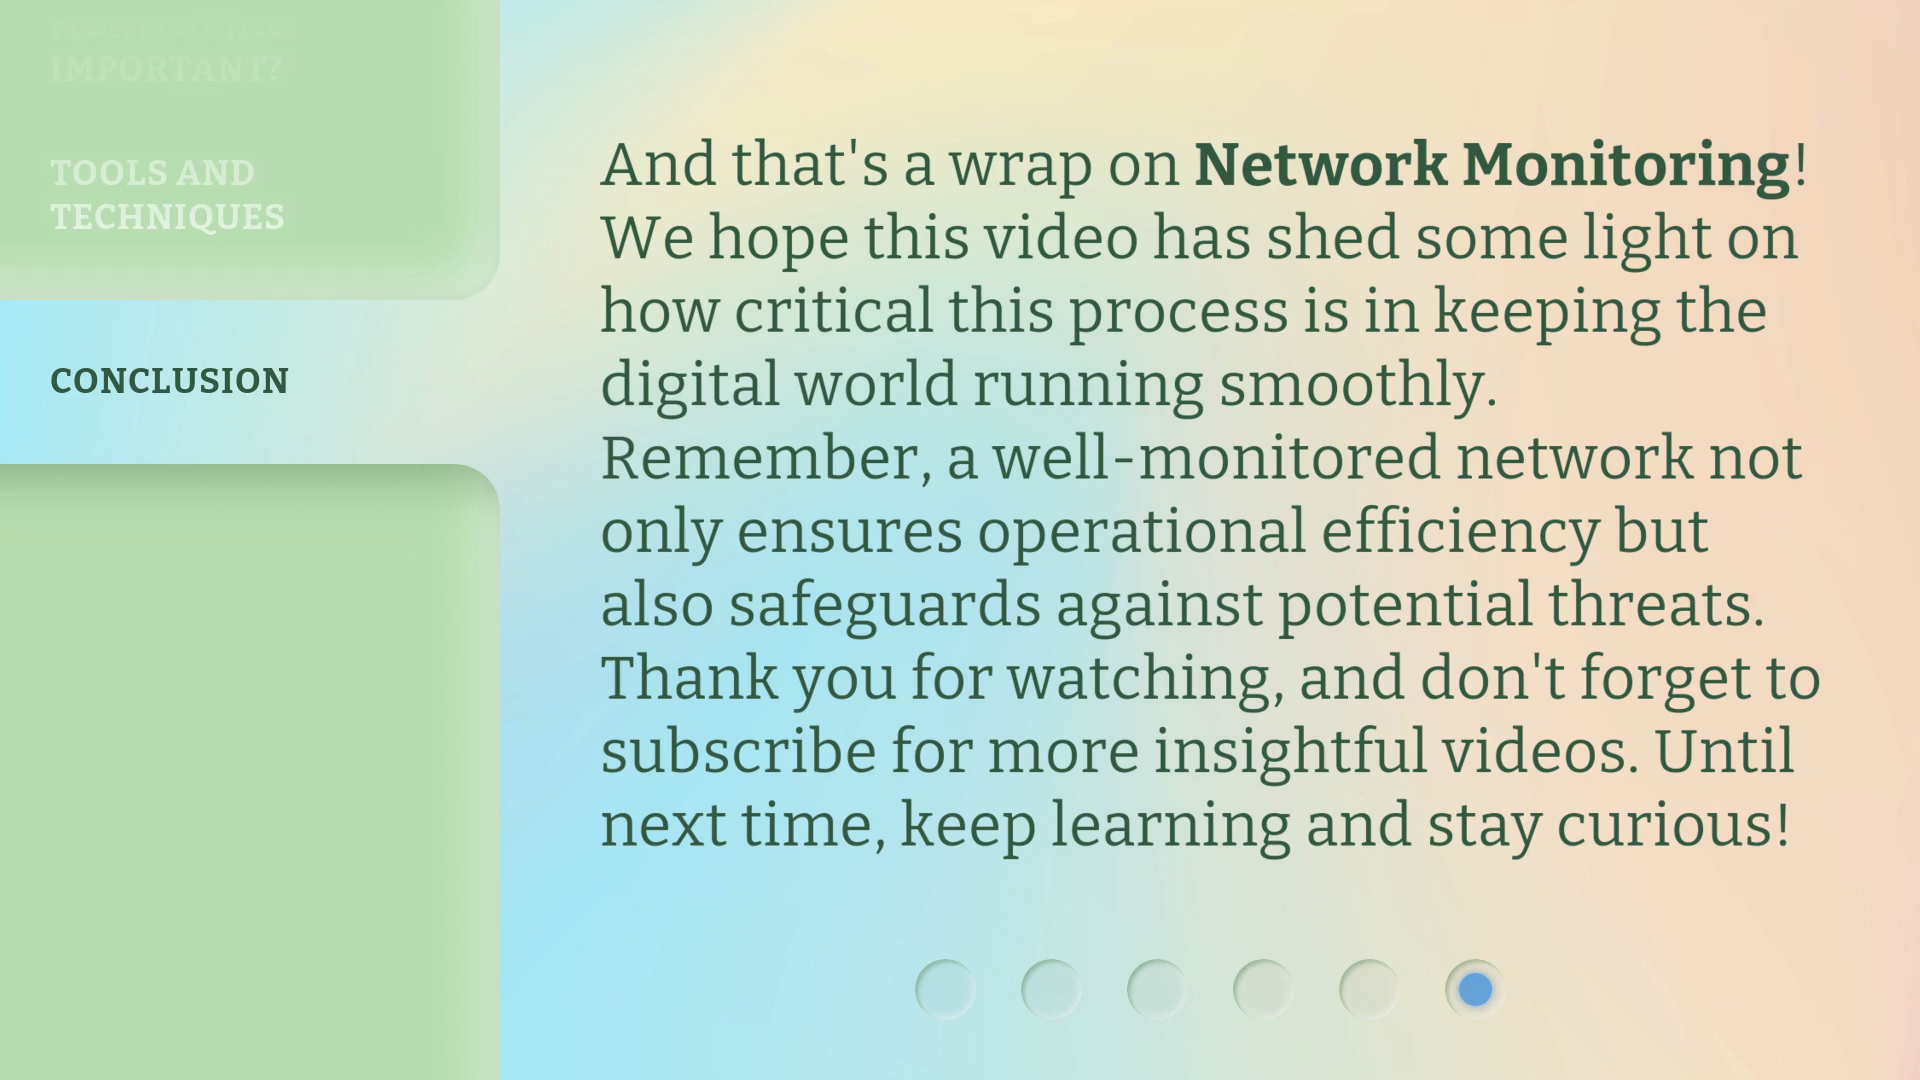 MONITORING
IMPORTANT?
TOOLS AND
TECHNIQUES
CONCLUSION
And that's a wrap on Network Monitoring!
We hope this video has shed some light on
how critical this process is in keeping the
digital world running smoothly.
Remember, a well-monitored network not
only ensures operational efficiency but
also safeguards against potential threats.
Thank you for watching, and don't forget to
subscribe for more insightful videos. Until
next time, keep learning and stay curious!